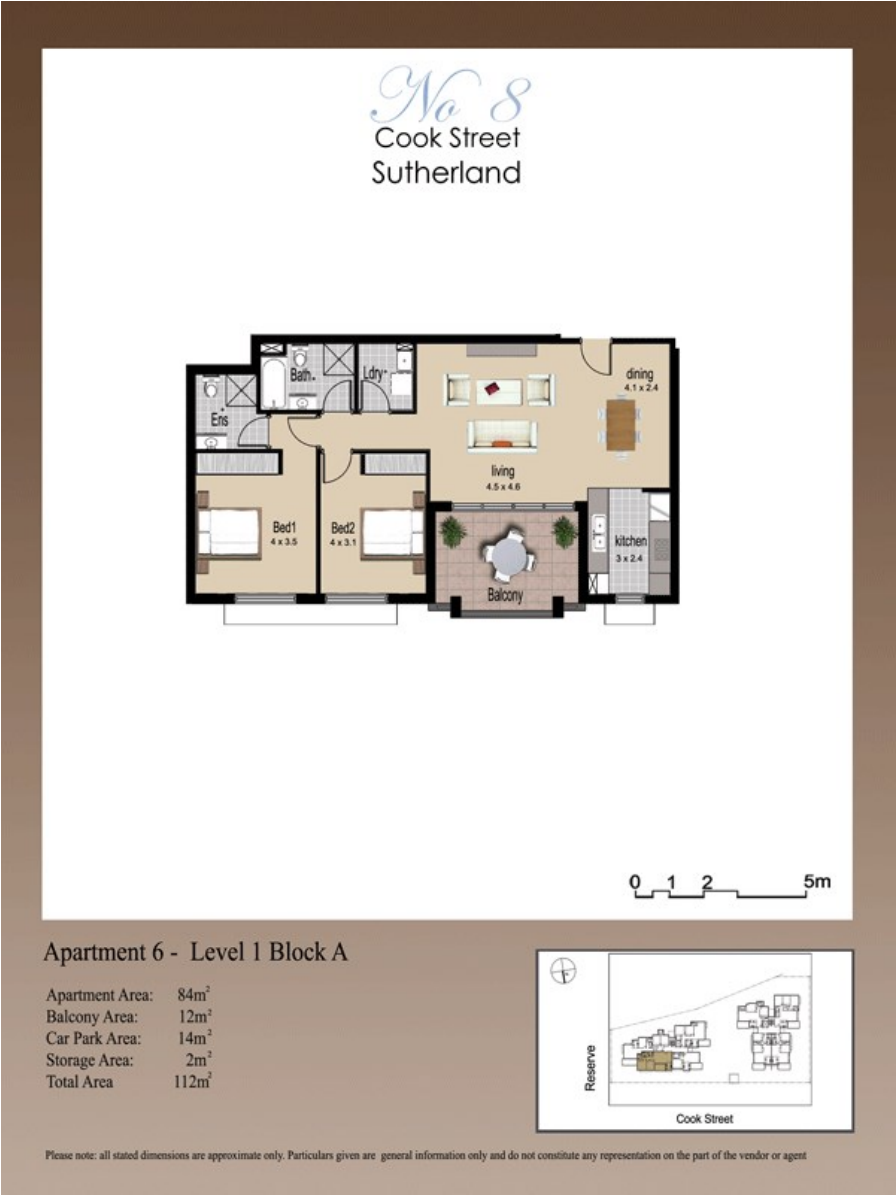 No 8
Cook Street
Sutherland
Bath
Ldry
dining
4.1 x 2.4
Ens
living
4.5 x 4.6
Bed1
4 x 3.5
Bed2
4 x 3.1
kitchen
3 x 2.4
Balcony
0 1 2 5m
Apartment 6 - Level 1 Block A
Apartment Area: 84m²
Balcony Area: 12m²
Car Park Area: 14m²
Storage Area: 2m²
Total Area 112m²
Reserve
Cook Street
Please note: all stated dimensions are approximate only. Particulars given are general information only and do not constitute any representation on the part of the vendor or agent